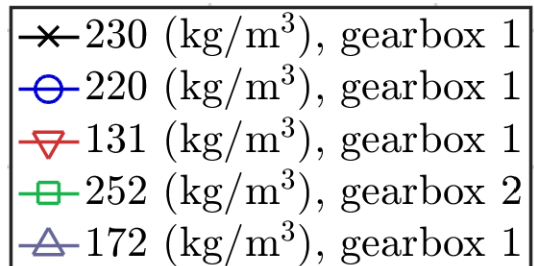 230 (kg/m³), gearbox 1
220 (kg/m³), gearbox 1
131 (kg/m³), gearbox 1
252 (kg/m³), gearbox 2
172 (kg/m³), gearbox 1